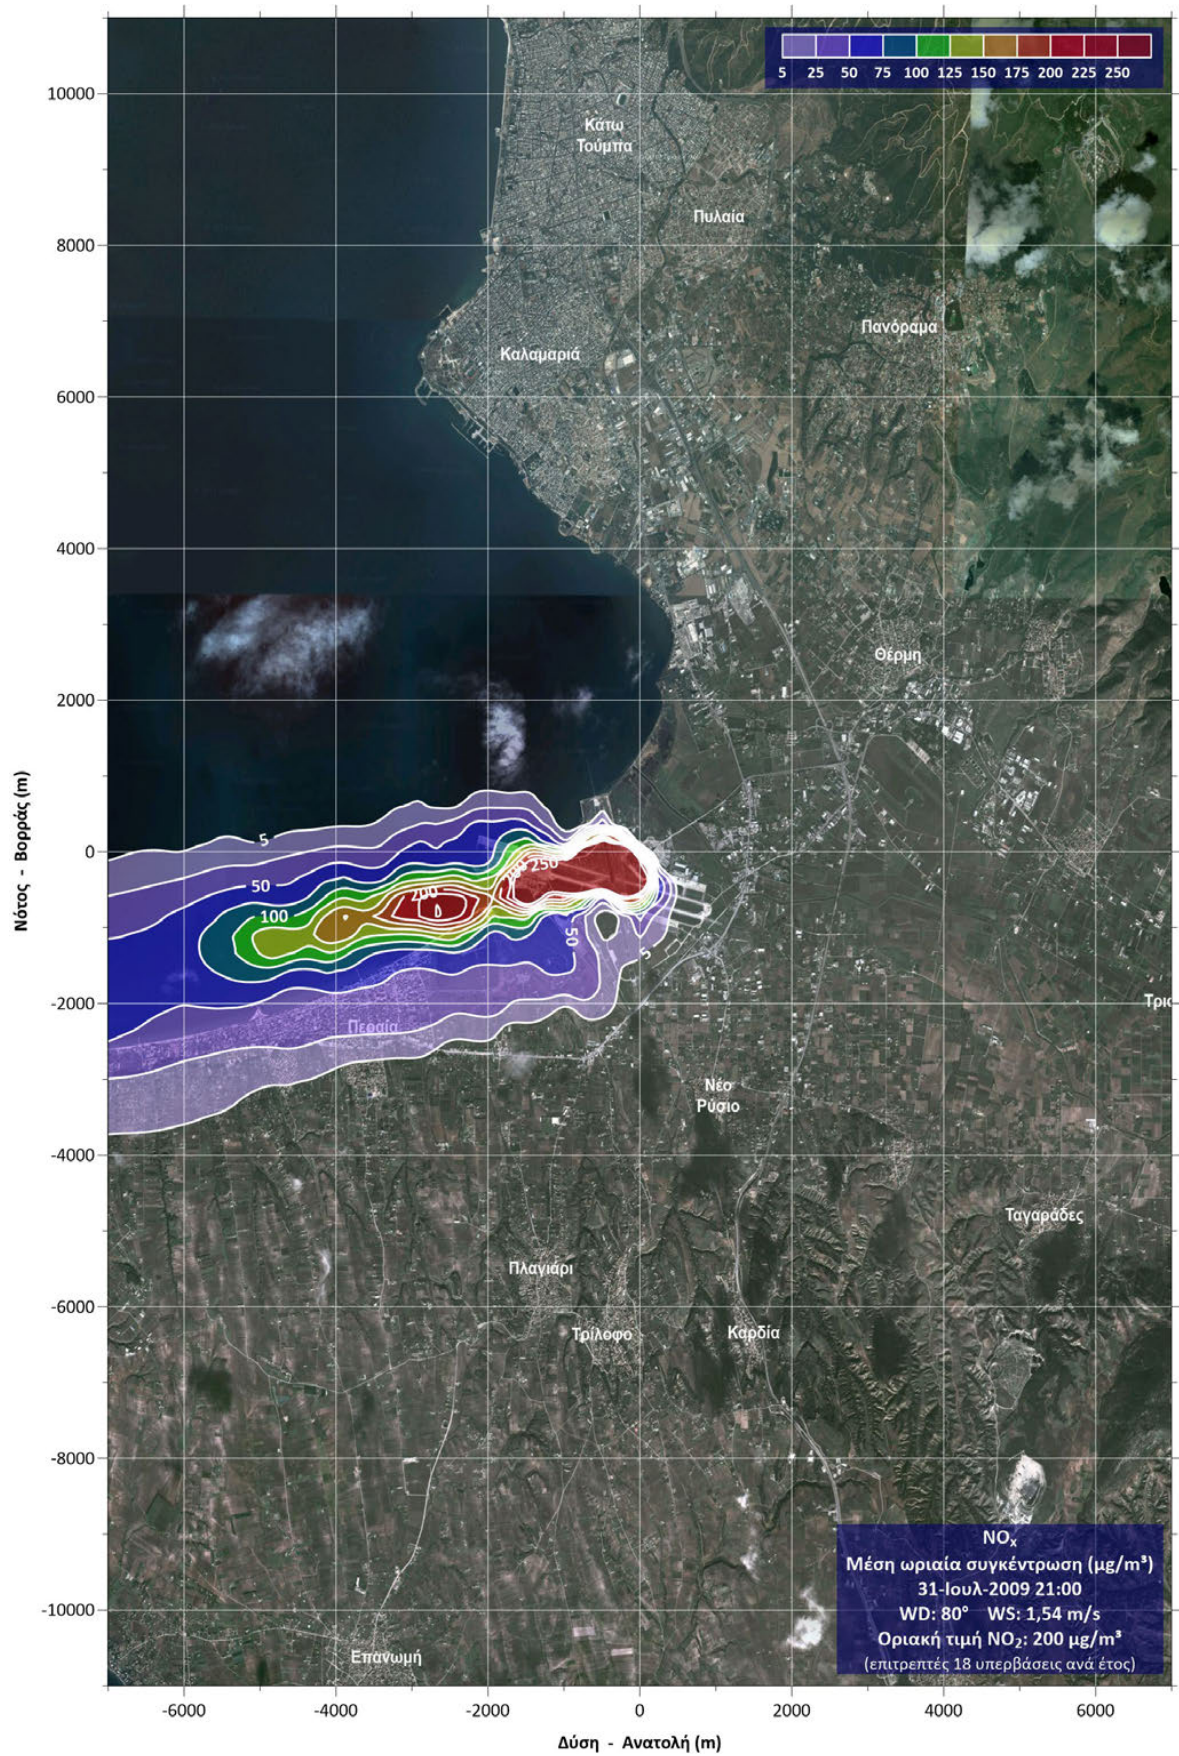 5 25 50 75 100 125 150 175 200 225 250
10000
Κάτω
Τούμπα
Πυλαία
8000
Πανόραμα
Καλαμαριά
6000
4000
Θέρμη
2000
Νότος - Βορράς (m)
0
5
50
100
200
200
250
50
5
-2000
Τρι
Περαία
Νέο
Ρύσιο
-4000
Ταγαράδες
Πλαγιάρι
-6000
Τρίλοφο
Καρδία
-8000
NOₓ
Μέση ωριαία συγκέντρωση (μg/m³)
31-Ιουλ-2009 21:00
WD: 80° WS: 1,54 m/s
Οριακή τιμή NO₂: 200 μg/m³
(επιτρεπτές 18 υπερβάσεις ανά έτος)
-10000
Επανωμή
-6000 -4000 -2000 0 2000 4000 6000
Δύση - Ανατολή (m)